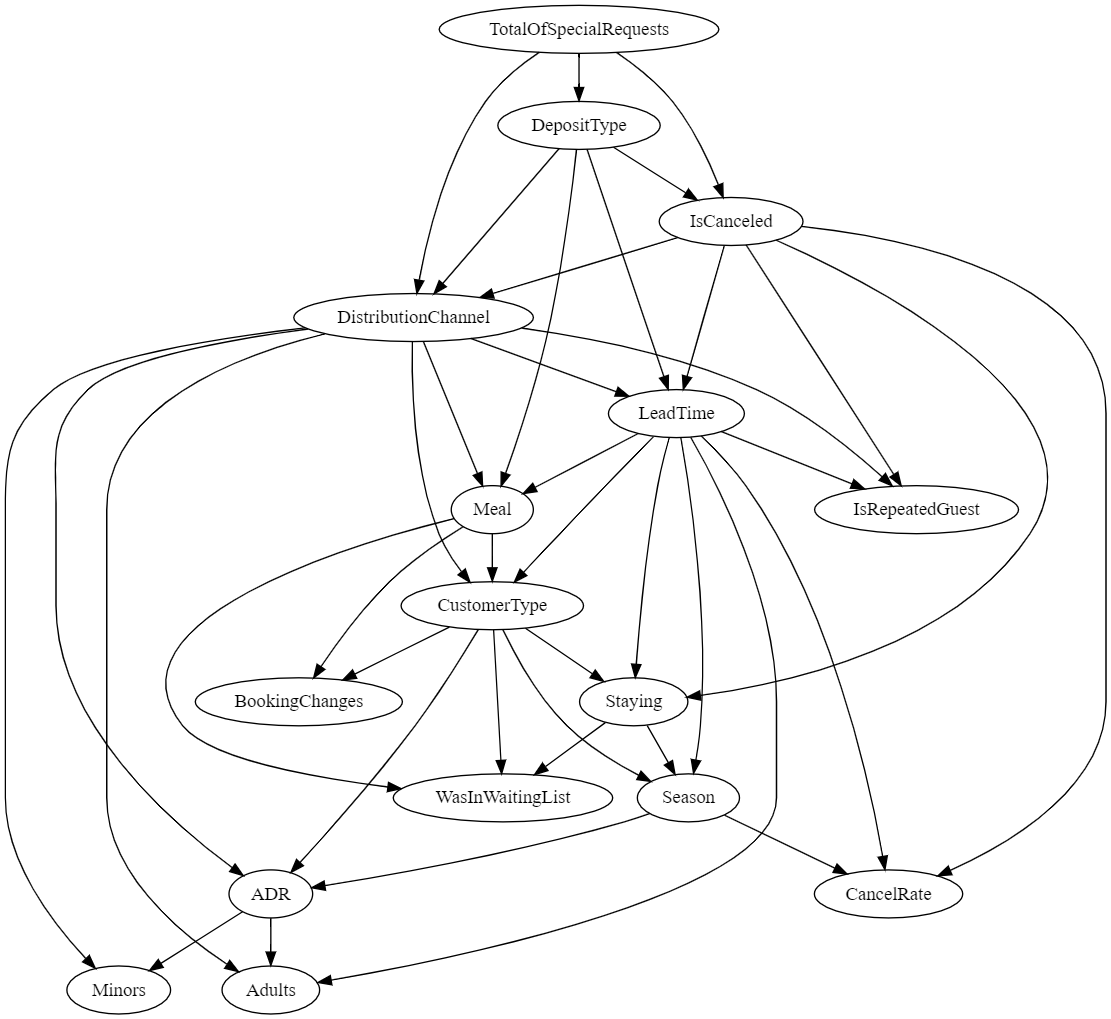 TotalOfSpecialRequests
DepositType
IsCanceled
DistributionChannel
LeadTime
Meal
IsRepeatedGuest
CustomerType
BookingChanges
Staying
WasInWaitingList
Season
ADR
CancelRate
Minors
Adults